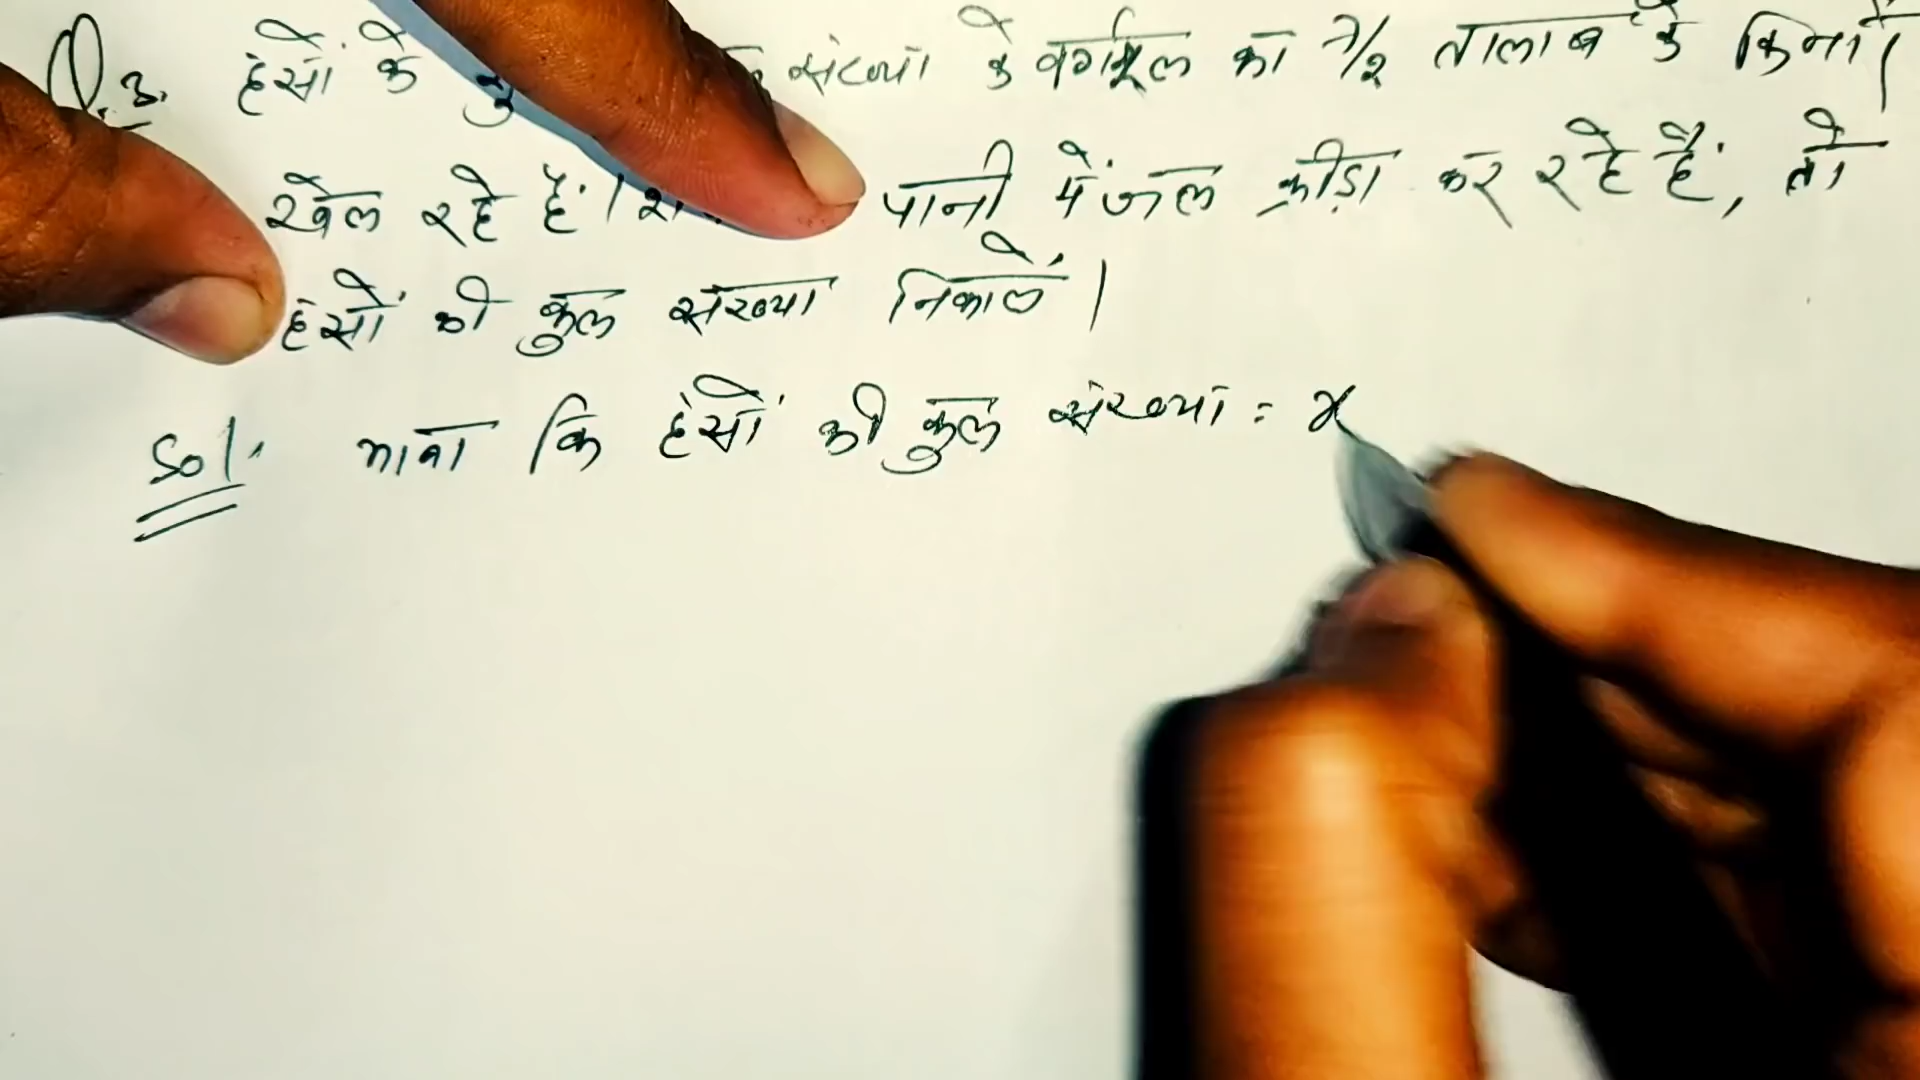 Q.3. हंसों के संख्या के वर्गमूल का 7/2 तालाब के किनारे
खेल रहे हैं। पानी में जल क्रीड़ा कर रहे हैं, तो
हंसों की कुल संख्या निकालें।
Sol. माना कि हंसों की कुल संख्या = x